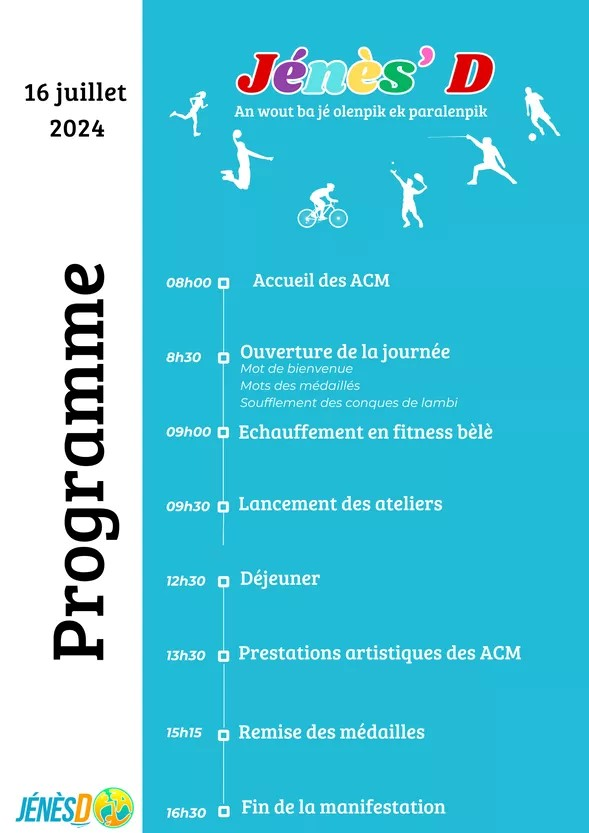 16 juillet
2024
Programme
Jénès' D
An wout ba jé olenpik ek paralenpik
08h00 Accueil des ACM
8h30 Ouverture de la journée
Mot de bienvenue
Mots des médaillés
Soufflement des conques de lambi
09h00 Echauffement en fitness bèlè
09h30 Lancement des ateliers
12h30 Déjeuner
13h30 Prestations artistiques des ACM
15h15 Remise des médailles
16h30 Fin de la manifestation
JÉNÈSD